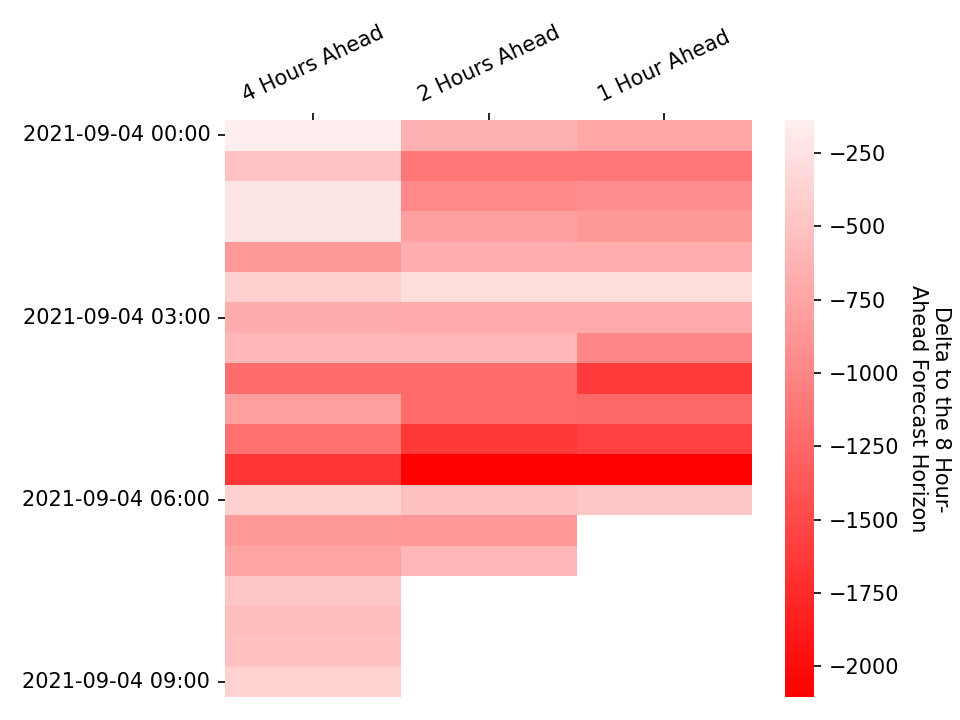 4 Hours Ahead
2 Hours Ahead
1 Hour Ahead
2021-09-04 00:00
2021-09-04 03:00
2021-09-04 06:00
2021-09-04 09:00
−250
−500
−750
−1000
−1250
−1500
−1750
−2000
Delta to the 8 Hour-
Ahead Forecast Horizon